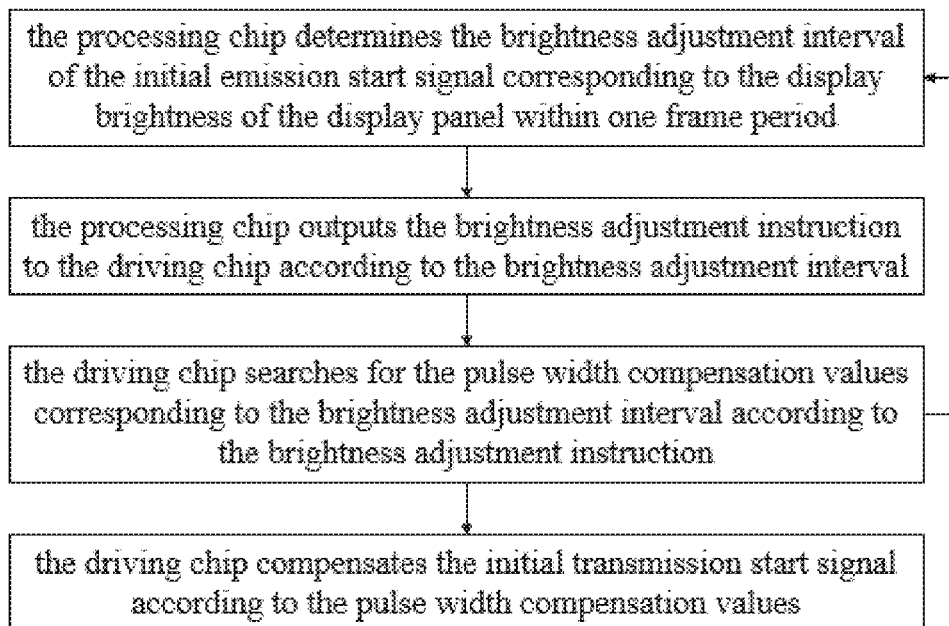 the processing chip determines the brightness adjustment interval
of the initial emission start signal corresponding to the display
brightness of the display panel within one frame period
the processing chip outputs the brightness adjustment instruction
to the driving chip according to the brightness adjustment interval
the driving chip searches for the pulse width compensation values
corresponding to the brightness adjustment interval according to
the brightness adjustment instruction
the driving chip compensates the initial transmission start signal
according to the pulse width compensation values